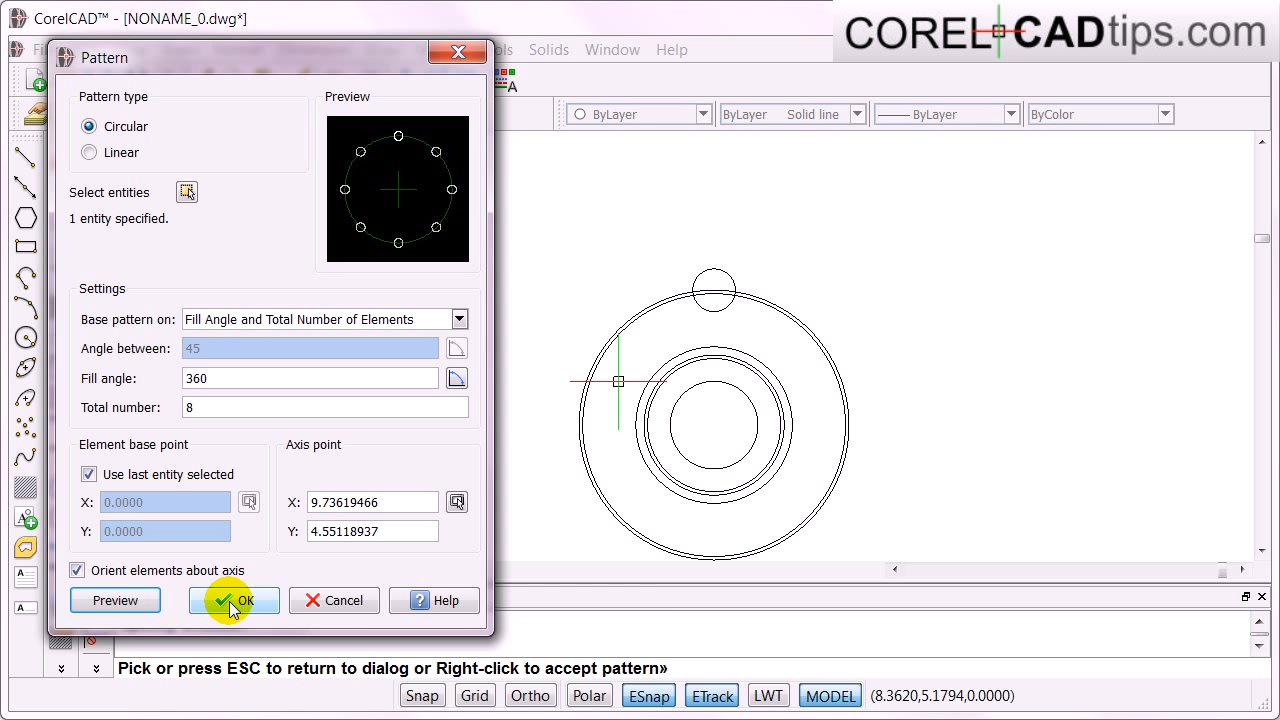 CorelCAD™ - [NONAME_0.dwg*]
COREL CADtips.com
Solids Window Help
Pattern
Pattern type
Preview
Circular
Linear
Select entities
1 entity specified.
ByLayer
ByLayer Solid line
ByLayer
ByColor
Settings
Base pattern on: Fill Angle and Total Number of Elements
Angle between: 45
Fill angle: 360
Total number: 8
Element base point
Axis point
Use last entity selected
X: 0.0000
X: 9.73619466
Y: 0.0000
Y: 4.55118937
Orient elements about axis
Preview OK Cancel Help
Pick or press ESC to return to dialog or Right-click to accept pattern»
Snap Grid Ortho Polar ESnap ETrack LWT MODEL (8.3620,5.1794,0.0000)